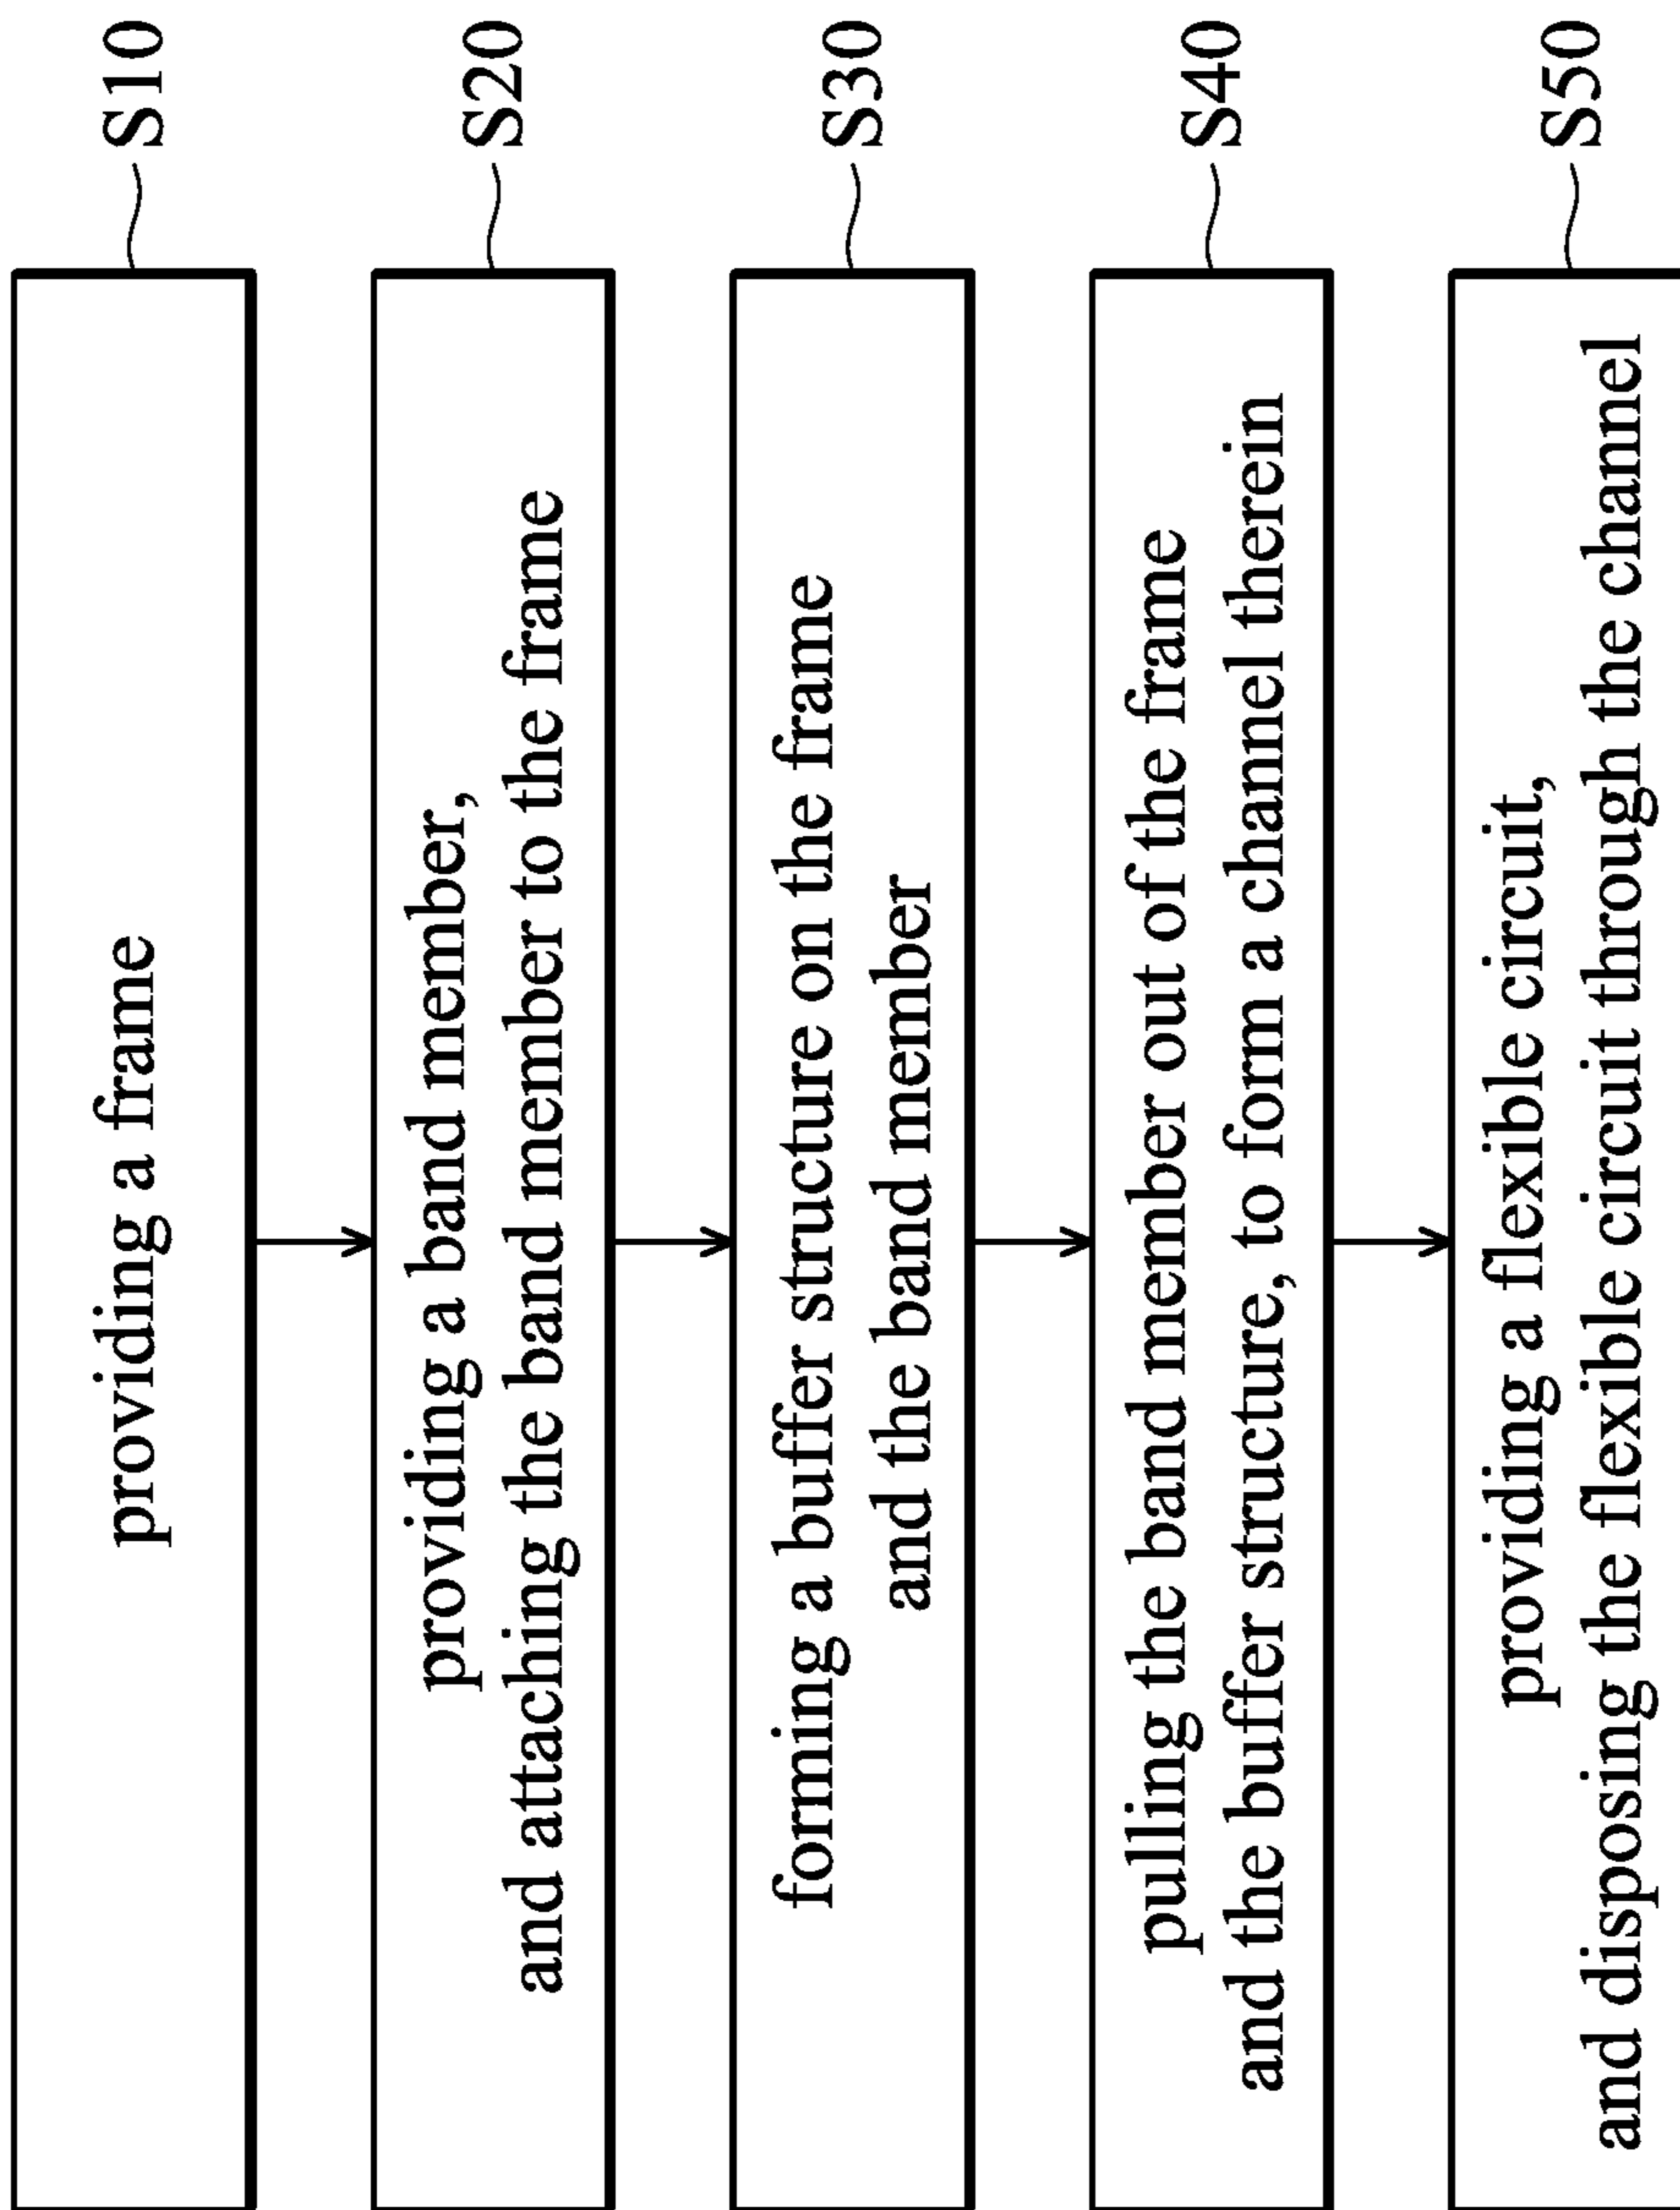 providing a frame
S10
providing a band member,
and attaching the band member to the frame
S20
forming a buffer structure on the frame
and the band member
S30
pulling the band member out of the frame
and the buffer structure, to form a channel therein
S40
providing a flexible circuit,
and disposing the flexible circuit through the channel
S50